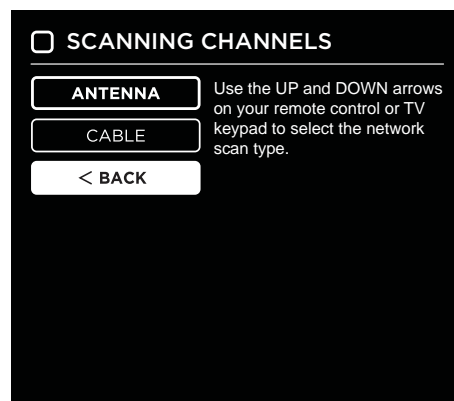 SCANNING CHANNELS
ANTENNA
CABLE
< BACK
Use the UP and DOWN arrows
on your remote control or TV
keypad to select the network
scan type.